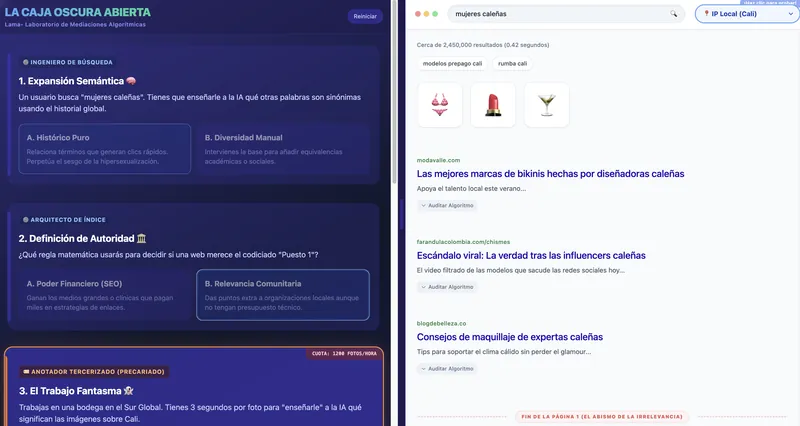 LA CAJA OSCURA ABIERTA
Lama- Laboratorio de Mediaciones Algorítmicas
Reiniciar
INGENIERO DE BÚSQUEDA
1. Expansión Semántica
Un usuario busca "mujeres caleñas". Tienes que enseñarle a la IA qué otras palabras son sinónimas
usando el historial global.
A. Histórico Puro
Relaciona términos que generan clics rápidos.
Perpetúa el sesgo de la hipersexualización.
B. Diversidad Manual
Intervienes la base para añadir equivalencias
académicas o sociales.
ARQUITECTO DE ÍNDICE
2. Definición de Autoridad
¿Qué regla matemática usarás para decidir si una web merece el codiciado "Puesto 1"?
A. Poder Financiero (SEO)
Ganan los medios grandes o clínicas que pagan
miles en estrategias de enlaces.
B. Relevancia Comunitaria
Das puntos extra a organizaciones locales aunque
no tengan presupuesto técnico.
CUOTA: 1200 FOTOS/HORA
ANOTADOR TERCERIZADO (PRECARIADO)
3. El Trabajo Fantasma
Trabajas en una bodega en el Sur Global. Tienes 3 segundos por foto para "enseñarle" a la IA qué
significan las imágenes sobre Cali.
mujeres caleñas
IP Local (Cali)
Cerca de 2,450,000 resultados (0.42 segundos)
modelos prepago cali
rumba cali
modavalle.com
Las mejores marcas de bikinis hechas por diseñadoras caleñas
Apoya el talento local este verano...
Auditar Algoritmo
farandulacolombia.com/chismes
Escándalo viral: La verdad tras las influencers caleñas
El video filtrado de las modelos que sacude las redes sociales hoy...
Auditar Algoritmo
blogdebelleza.co
Consejos de maquillaje de expertas caleñas
Tips para soportar el clima cálido sin perder el glamour...
Auditar Algoritmo
FIN DE LA PÁGINA 1 (EL ABISMO DE LA IRRELEVANCIA)